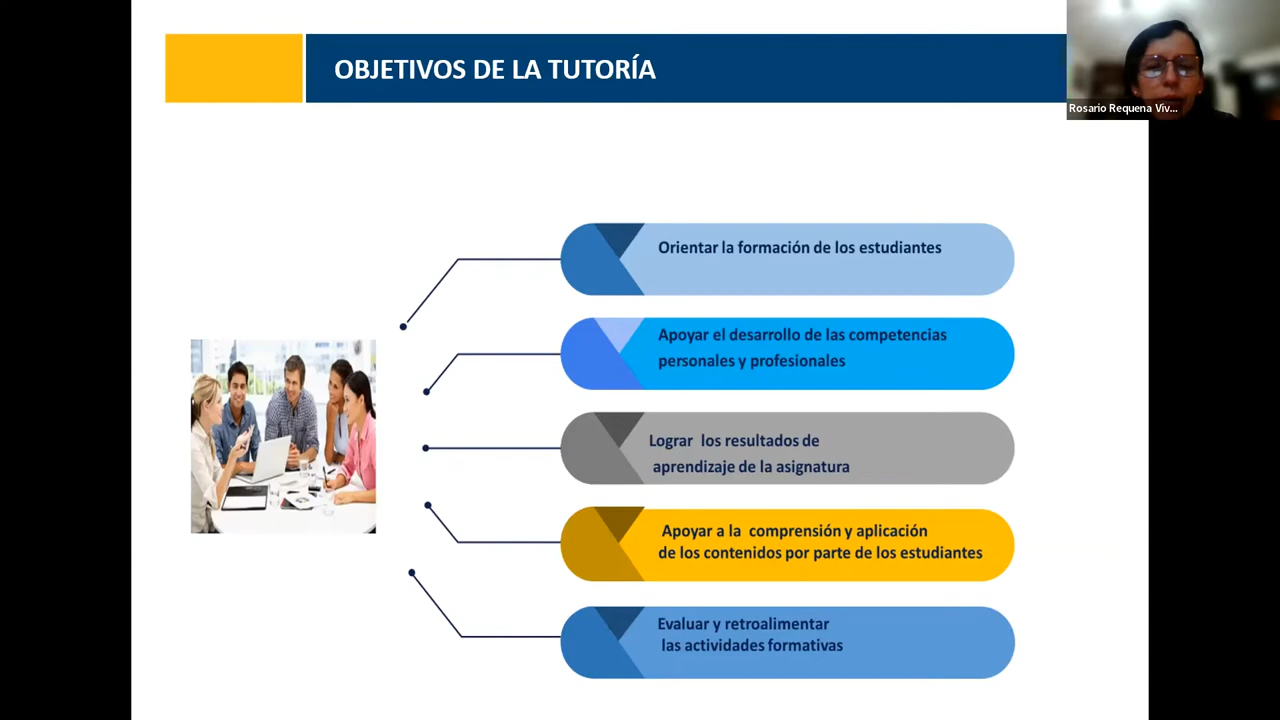 OBJETIVOS DE LA TUTORÍA
Rosario Requena Viv...
Orientar la formación de los estudiantes
Apoyar el desarrollo de las competencias
personales y profesionales
Lograr los resultados de
aprendizaje de la asignatura
Apoyar a la comprensión y aplicación
de los contenidos por parte de los estudiantes
Evaluar y retroalimentar
las actividades formativas